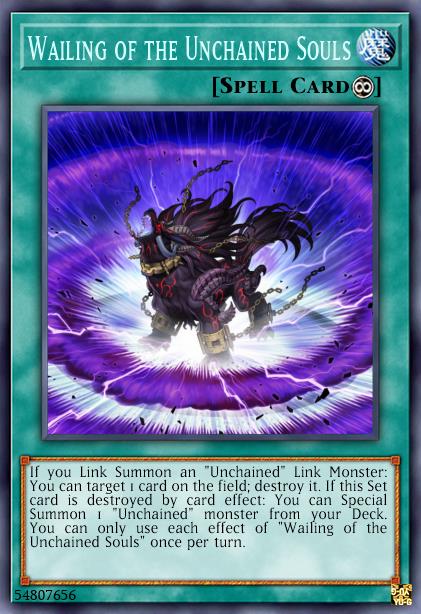 WAILING OF THE UNCHAINED SOULS 魔
[SPELL CARD]
If you Link Summon an "Unchained" Link Monster:
You can target 1 card on the field; destroy it. If this Set
card is destroyed by card effect: You can Special
Summon 1 "Unchained" monster from your Deck.
You can only use each effect of "Wailing of the
Unchained Souls" once per turn.
54807656